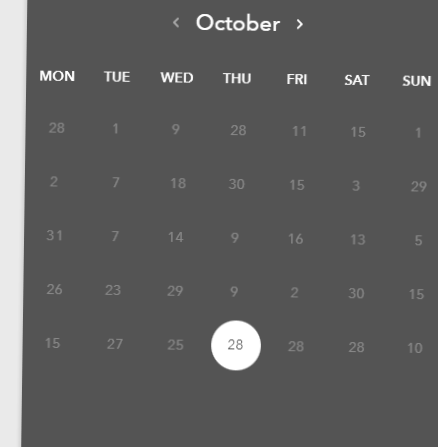 ‹ October ›
MON TUE WED THU FRI SAT SUN
28 1 9 28 11 15 1
2 7 18 30 15 3 29
31 7 14 9 16 13 5
26 23 29 9 2 30 15
15 27 25 28 28 28 10